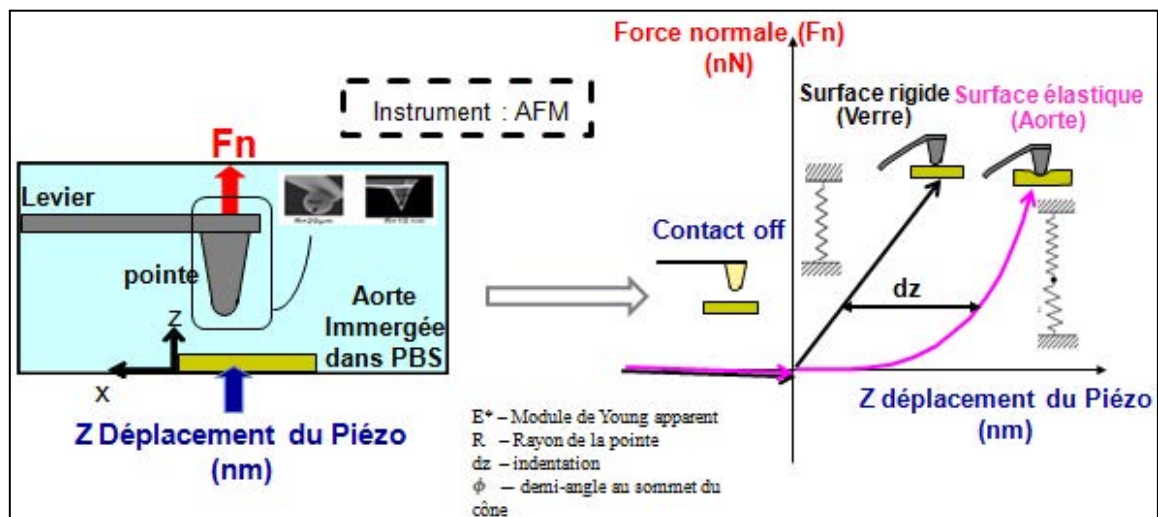 Force normale (Fn)
(nN)
Instrument : AFM
Surface rigide
(Verre)
Surface élastique
(Aorte)
Fn
Levier
pointe
Aorte
Immergée
dans PBS
Z
X
Z Déplacement du Piézo
(nm)
Contact off
dz
Z déplacement du Piézo
(nm)
E* – Module de Young apparent
R – Rayon de la pointe
dz – indentation
ϕ – demi-angle au sommet du
cône